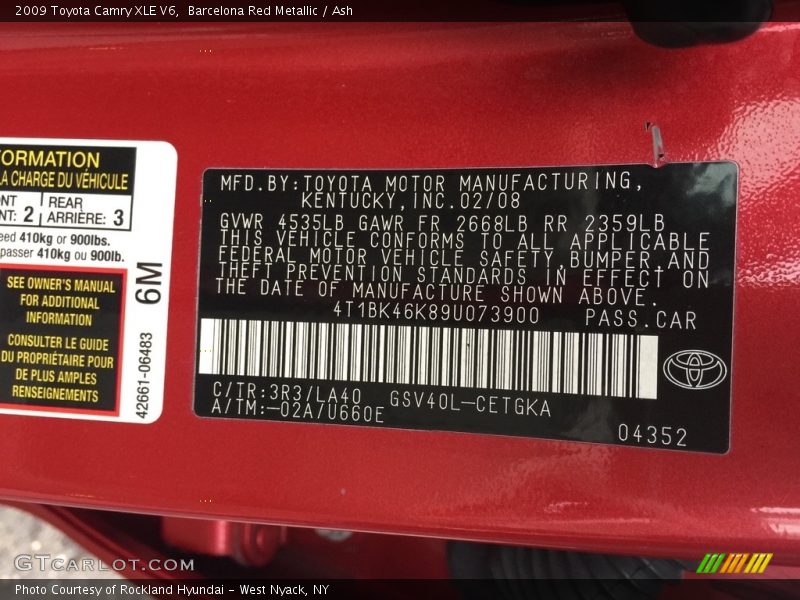 2009 Toyota Camry XLE V6,  Barcelona Red Metallic / Ash
ORMATION
LA CHARGE DU VÉHICULE
NT: 2
REAR
ARRIÈRE: 3
eed 410kg or 900lbs.
passer 410kg ou 900lb.
SEE OWNER'S MANUAL
FOR ADDITIONAL
INFORMATION
CONSULTER LE GUIDE
DU PROPRIÉTAIRE POUR
DE PLUS AMPLES
RENSEIGNEMENTS
6M
42661-06483
MFD.BY:TOYOTA MOTOR MANUFACTURING,
KENTUCKY,INC.02/08
GVWR 4535LB GAWR FR 2668LB RR 2359LB
THIS VEHICLE CONFORMS TO ALL APPLICABLE
FEDERAL MOTOR VEHICLE SAFETY,BUMPER,AND
THEFT PREVENTION STANDARDS IN EFFECT ON
THE DATE OF MANUFACTURE SHOWN ABOVE.
4T1BK46K89U073900 PASS.CAR
C/TR:3R3/LA40 GSV40L-CETGKA
A/TM:-02A/U660E
04352
GTCARLOT.COM
Photo Courtesy of Rockland Hyundai - West Nyack, NY